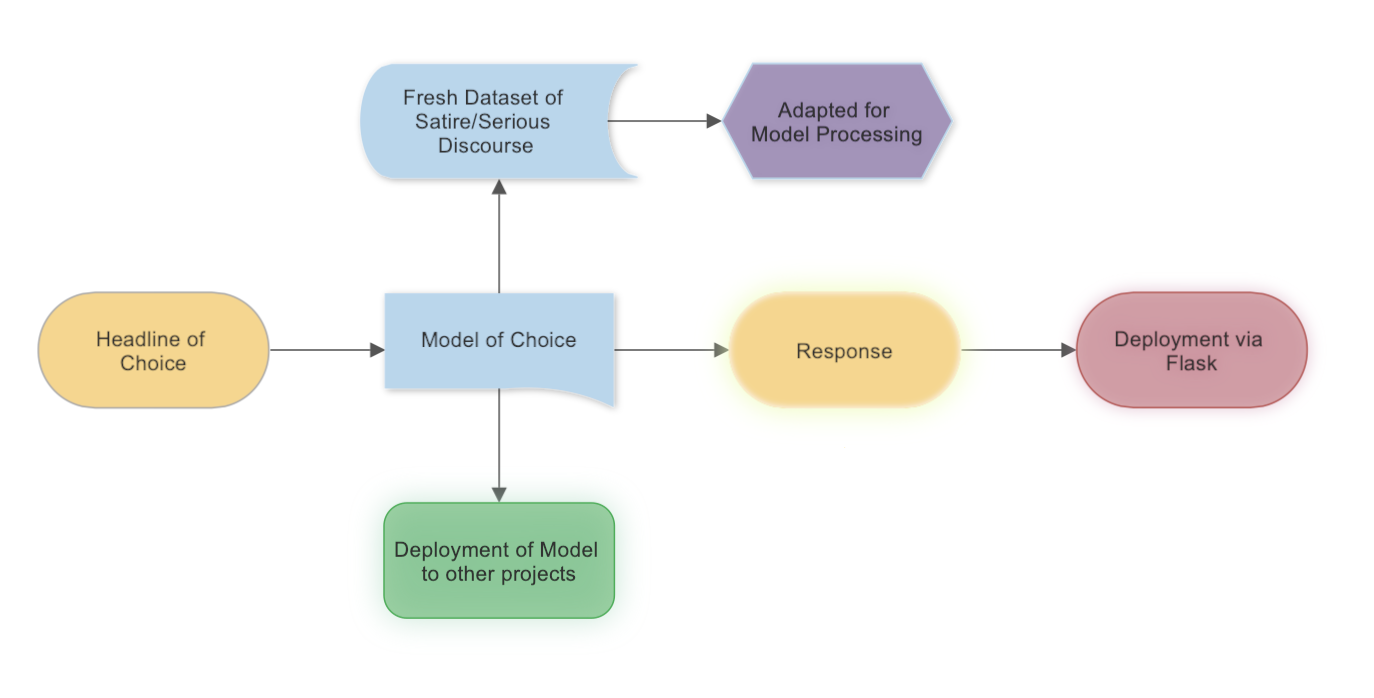 Fresh Dataset of
Satire/Serious
Discourse
Adapted for
Model Processing
Headline of
Choice
Model of Choice
Response
Deployment via
Flask
Deployment of Model
to other projects